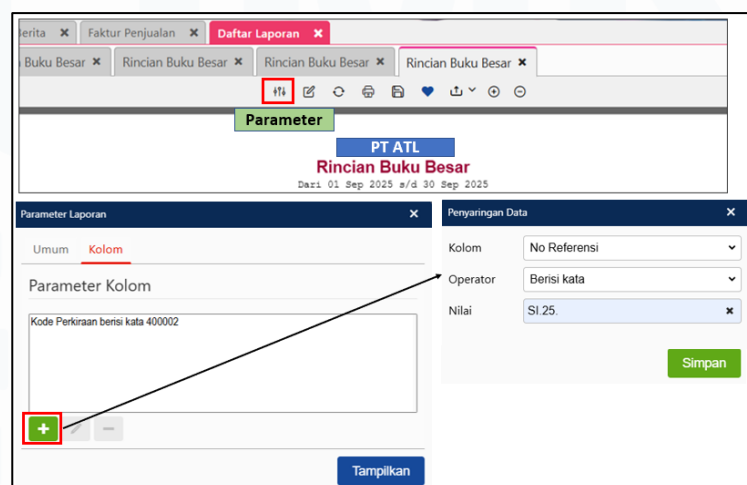 Berita ✖ Faktur Penjualan ✖ Daftar Laporan ✖
Buku Besar ✖ Rincian Buku Besar ✖ Rincian Buku Besar ✖ Rincian Buku Besar ✖
Parameter
PT ATL
Rincian Buku Besar
Dari 01 Sep 2025 s/d 30 Sep 2025
Parameter Laporan
Umum Kolom
Parameter Kolom
Kode Perkiraan berisi kata 400002
Tampilkan
Penyaringan Data
Kolom No Referensi
Operator Berisi kata
Nilai SI.25.
Simpan